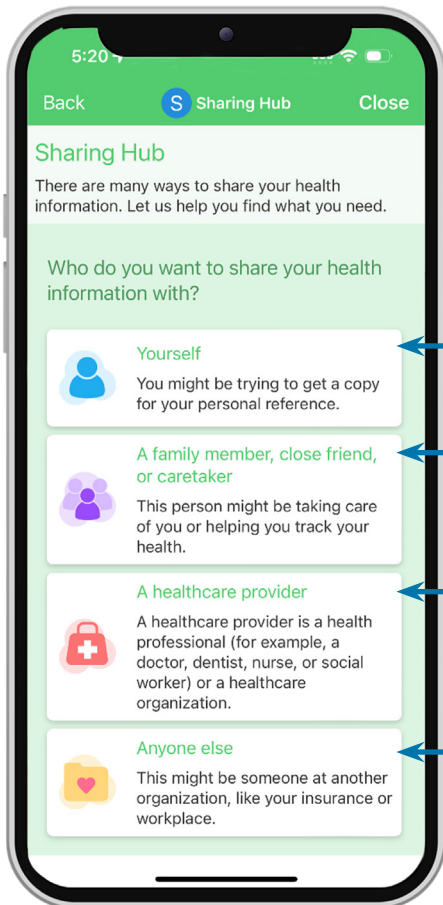 5:20
Back S Sharing Hub Close
Sharing Hub
There are many ways to share your health
information. Let us help you find what you need.
Who do you want to share your health
information with?
Yourself
You might be trying to get a copy
for your personal reference.
A family member, close friend,
or caretaker
This person might be taking care
of you or helping you track your
health.
A healthcare provider
A healthcare provider is a health
professional (for example, a
doctor, dentist, nurse, or social
worker) or a healthcare
organization.
Anyone else
This might be someone at another
organization, like your insurance or
workplace.